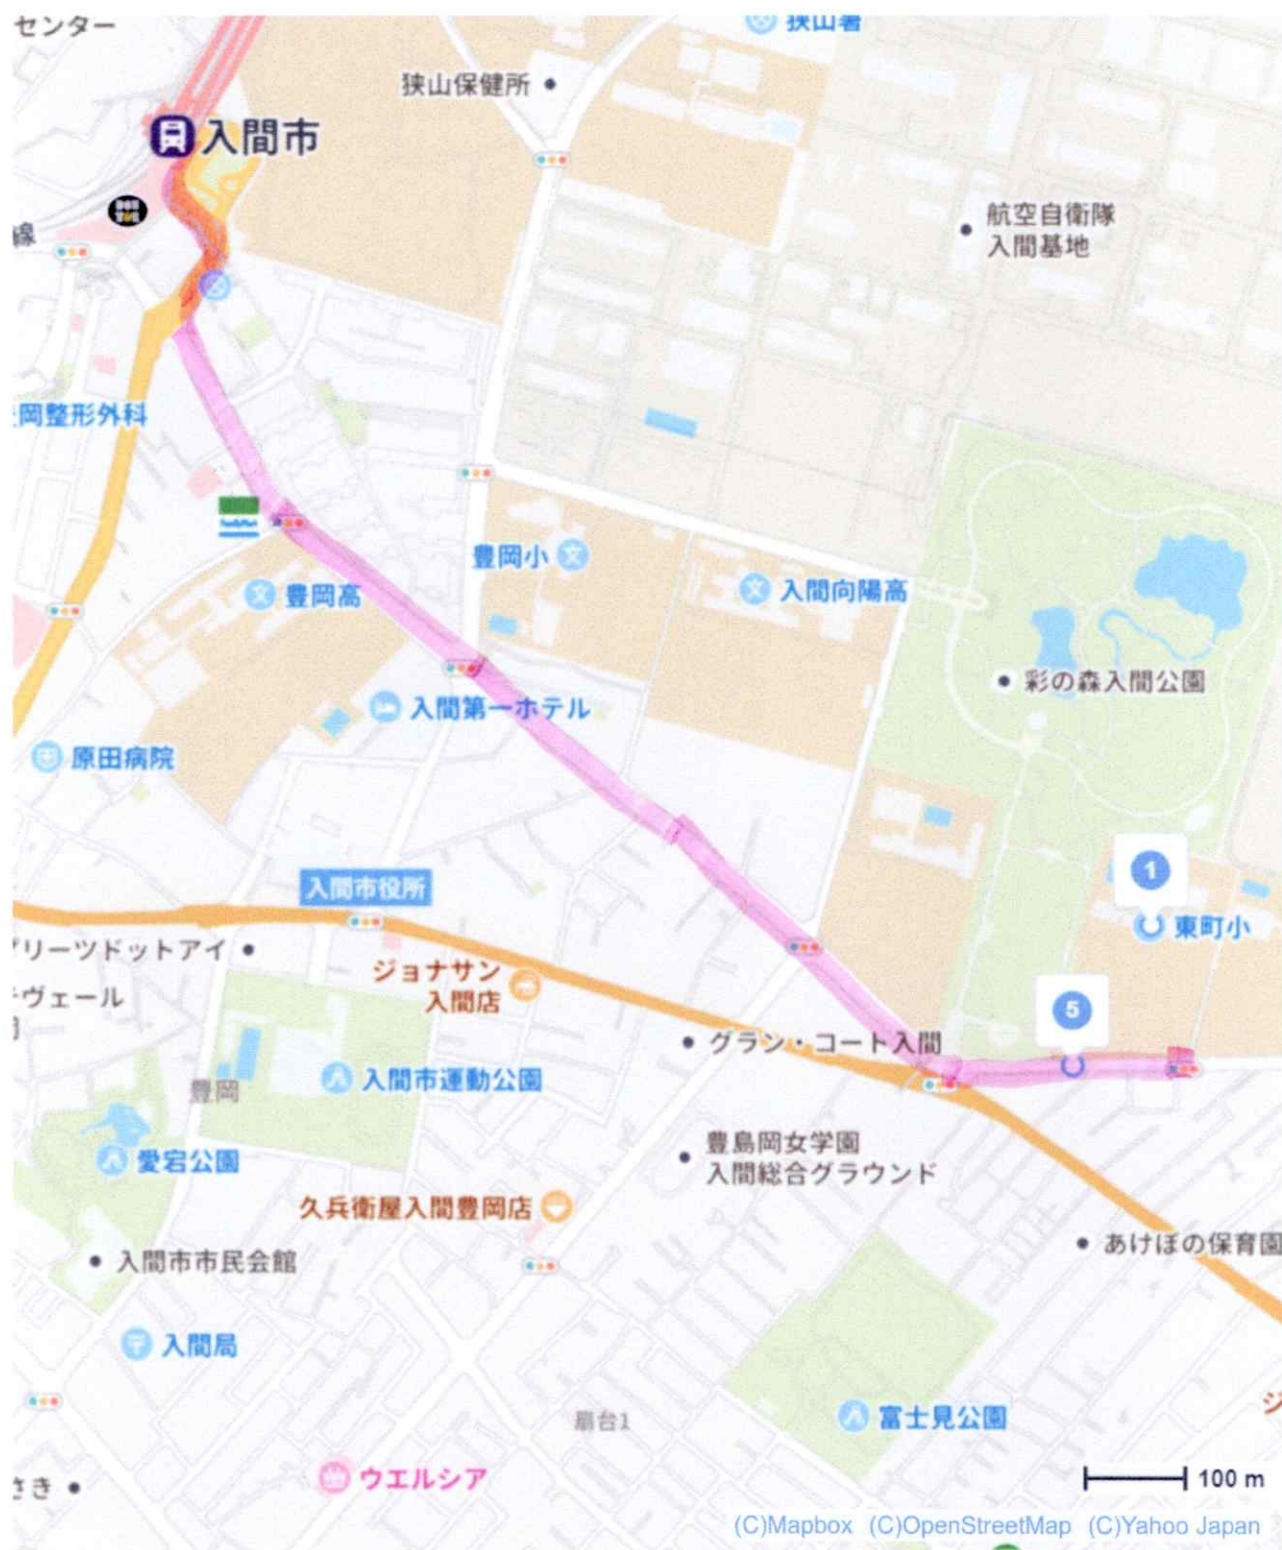 センター
狭山署
狭山保健所
入間市
線
航空自衛隊
入間基地
岡整形外科
FamilyMart
豊岡小
入間向陽高
豊岡高
彩の森入間公園
入間第一ホテル
原田病院
1
入間市役所
東町小
リーツドットアイ
ジョナサン
入間店
ヴェール
5
グラン・コート入間
入間市運動公園
豊岡
愛宕公園
豊島岡女学園
入間総合グラウンド
久兵衛屋入間豊岡店
入間市市民会館
あけぼの保育園
入間局
扇台1
富士見公園
ジ
ウエルシア
さき
100 m
(C)Mapbox (C)OpenStreetMap (C)Yahoo Japan